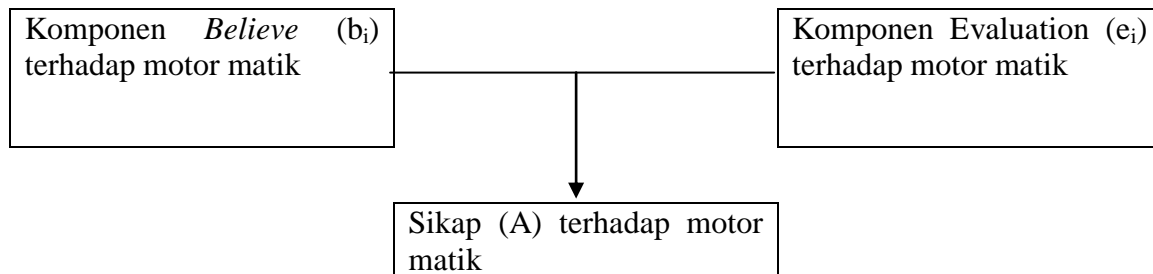 Komponen Believe (bi)
terhadap motor matik
Komponen Evaluation (ei)
terhadap motor matik
Sikap (A) terhadap motor
matik